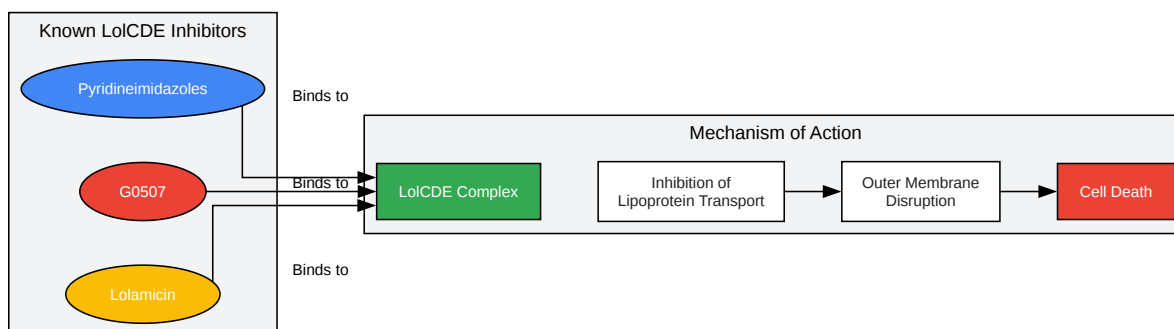 Known LolCDE Inhibitors
Pyridineimidazoles
Binds to
Mechanism of Action
G0507
Binds to
LolCDE Complex
Inhibition of
Lipoprotein Transport
Outer Membrane
Disruption
Cell Death
Lolamicin
Binds to